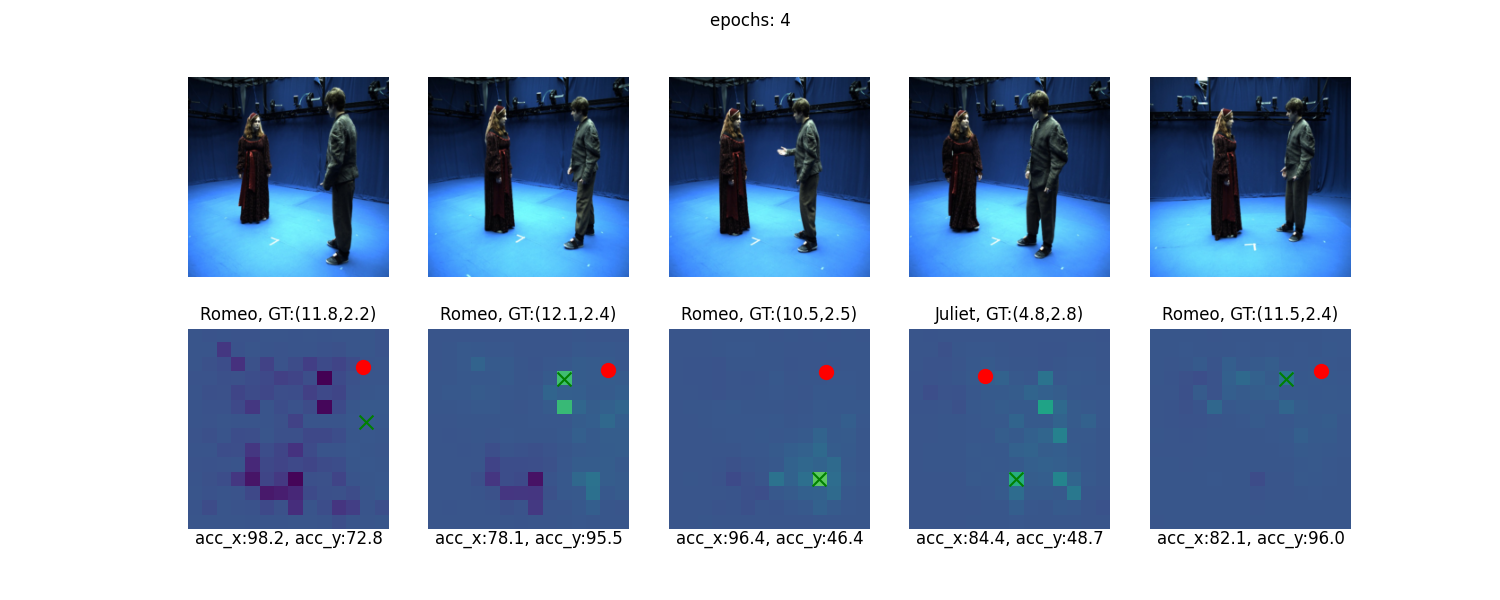 epochs: 4
Romeo, GT:(11.8,2.2)
Romeo, GT:(12.1,2.4)
Romeo, GT:(10.5,2.5)
Juliet, GT:(4.8,2.8)
Romeo, GT:(11.5,2.4)
acc_x:98.2, acc_y:72.8
acc_x:78.1, acc_y:95.5
acc_x:96.4, acc_y:46.4
acc_x:84.4, acc_y:48.7
acc_x:82.1, acc_y:96.0